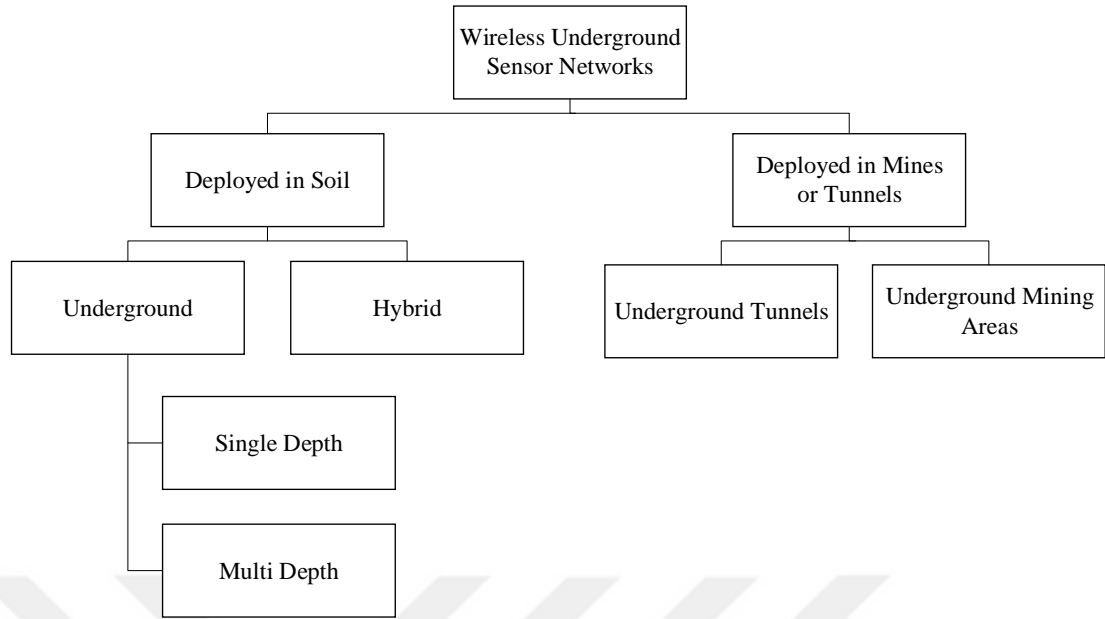 Wireless Underground
Sensor Networks
Deployed in Soil
Deployed in Mines
or Tunnels
Underground
Hybrid
Underground Tunnels
Underground Mining
Areas
Single Depth
Multi Depth